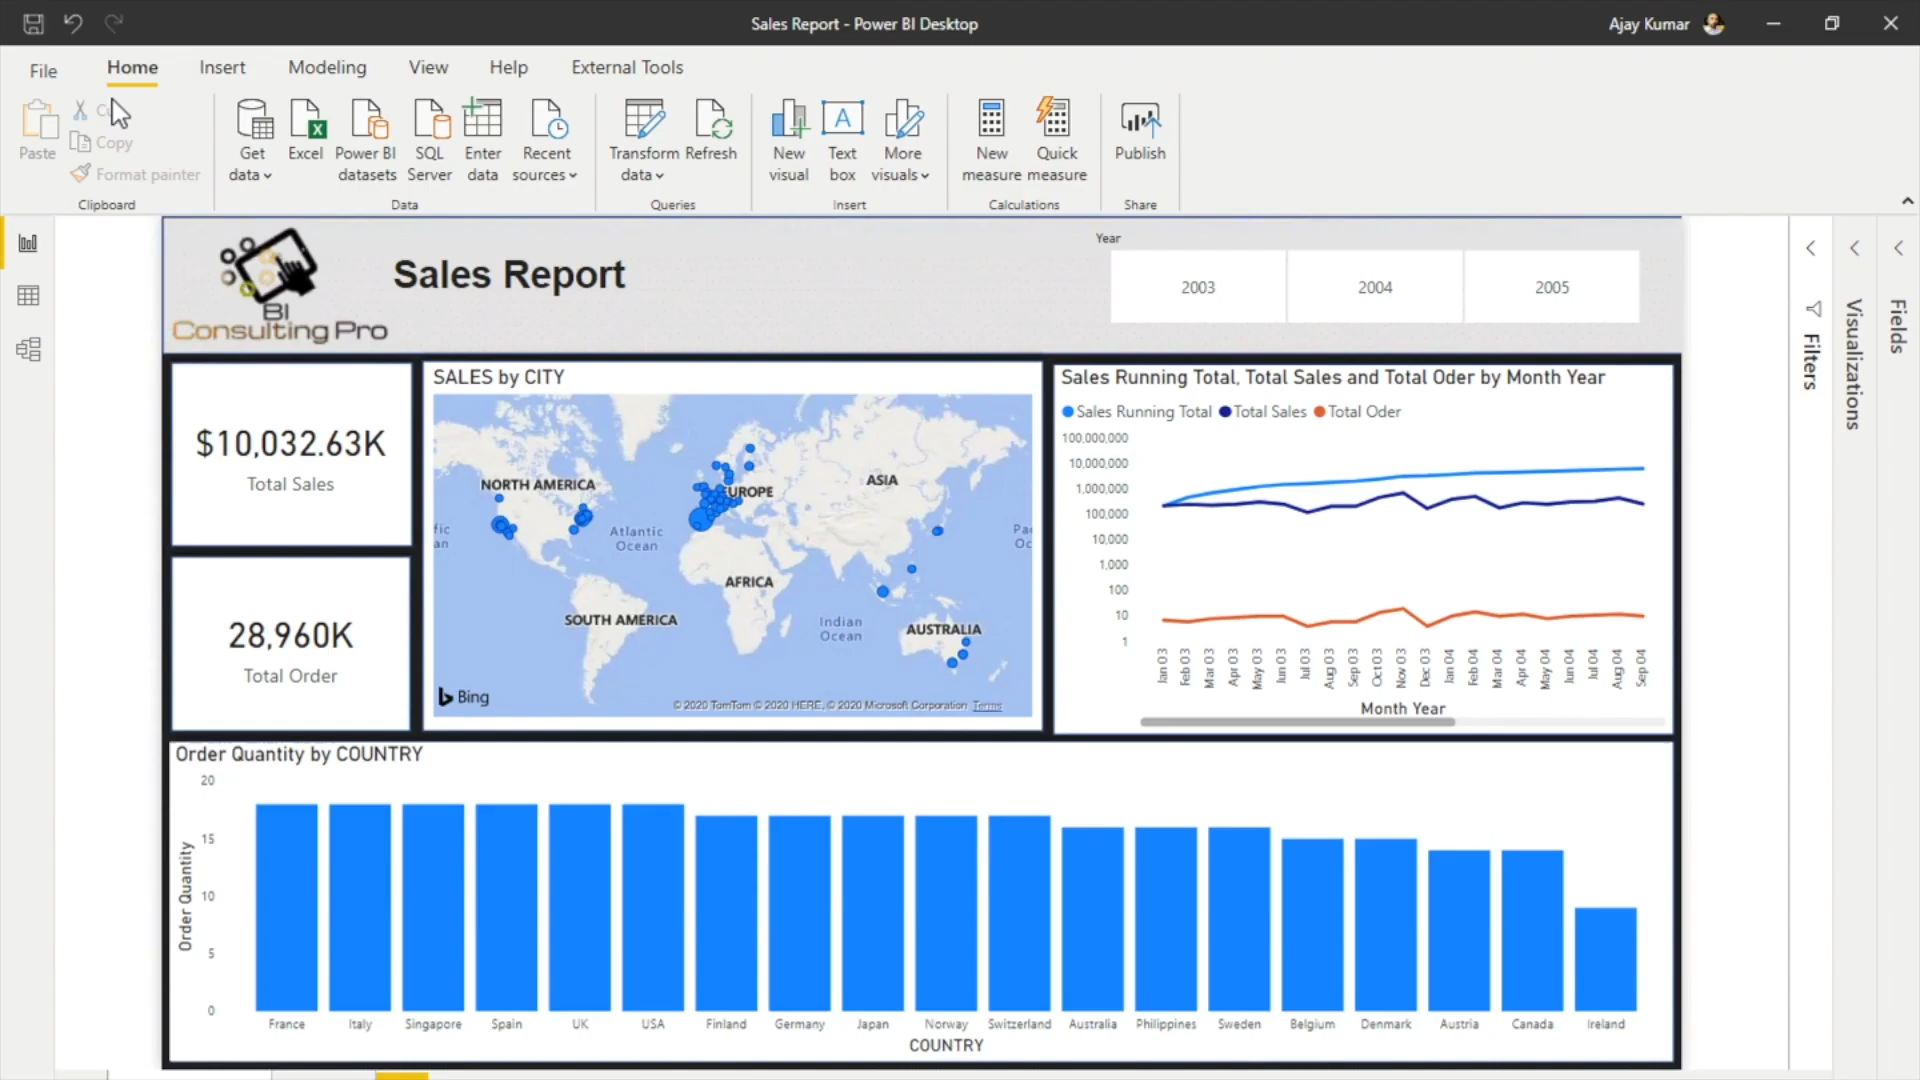 Sales Report - Power BI Desktop
Ajay Kumar
File
Home
Insert
Modeling
View
Help
External Tools
Paste
Copy
Format painter
Clipboard
Get data
Excel
Power BI datasets
SQL Server
Enter data
Recent sources
Data
Transform data
Refresh
Queries
New visual
Text box
More visuals
Insert
New measure
Quick measure
Calculations
Publish
Share
BI
Consulting Pro
Sales Report
Year
2003
2004
2005
Filters
Visualizations
Fields
$10,032.63K
Total Sales
28,960K
Total Order
SALES by CITY
NORTH AMERICA
EUROPE
ASIA
Atlantic
Ocean
AFRICA
SOUTH AMERICA
Indian
Ocean
AUSTRALIA
Bing
© 2020 TomTom © 2020 HERE, © 2020 Microsoft Corporation Terms
Sales Running Total, Total Sales and Total Oder by Month Year
Sales Running Total
Total Sales
Total Oder
100,000,000
10,000,000
1,000,000
100,000
10,000
1,000
100
10
1
Jan 03
Feb 03
Mar 03
Apr 03
May 03
Jun 03
Jul 03
Aug 03
Sep 03
Oct 03
Nov 03
Dec 03
Jan 04
Feb 04
Mar 04
Apr 04
May 04
Jun 04
Jul 04
Aug 04
Sep 04
Month Year
Order Quantity by COUNTRY
Order Quantity
20
15
10
5
0
France
Italy
Singapore
Spain
UK
USA
Finland
Germany
Japan
Norway
Switzerland
Australia
Philippines
Sweden
Belgium
Denmark
Austria
Canada
Ireland
COUNTRY